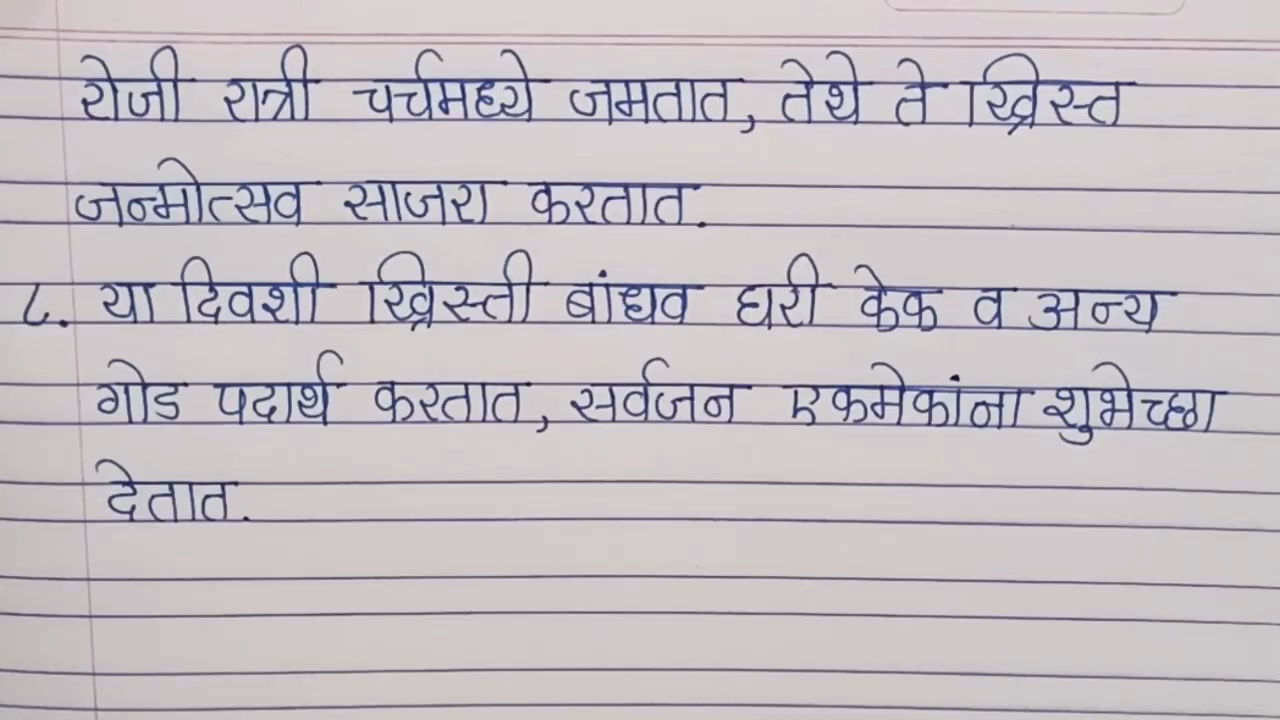 रोजी रात्री चर्चमध्ये जमतात, तेथे ते ख्रिस्त
जन्मोत्सव साजरा करतात.
८. या दिवशी ख्रिस्ती बांधव घरी केक व अन्य
गोड पदार्थ करतात, सर्वजन एकमेकांना शुभेच्छा
देतात.